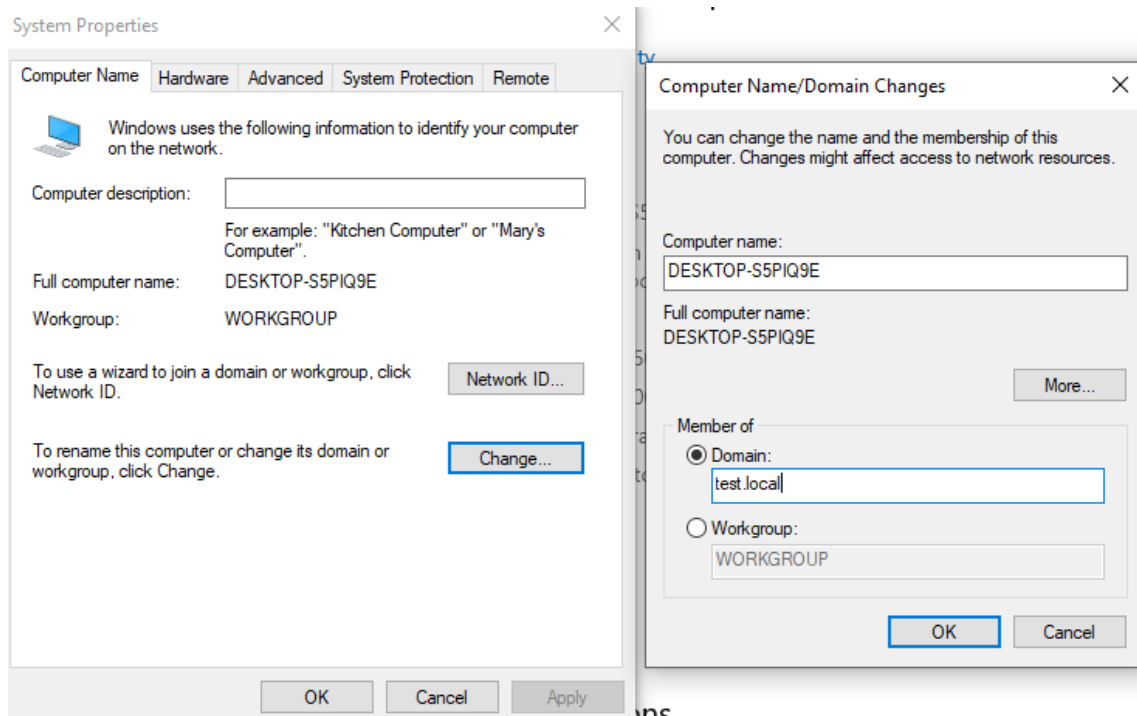 System Properties
Computer Name Hardware Advanced System Protection Remote
Windows uses the following information to identify your computer
on the network.
Computer description:
For example: "Kitchen Computer" or "Mary's
Computer".
Full computer name: DESKTOP-S5PIQ9E
Workgroup: WORKGROUP
To use a wizard to join a domain or workgroup, click
Network ID.
Network ID...
To rename this computer or change its domain or
workgroup, click Change.
Change...
OK Cancel Apply
Computer Name/Domain Changes
You can change the name and the membership of this
computer. Changes might affect access to network resources.
Computer name:
DESKTOP-S5PIQ9E
Full computer name:
DESKTOP-S5PIQ9E
More...
Member of
Domain:
test.local
Workgroup:
WORKGROUP
OK Cancel